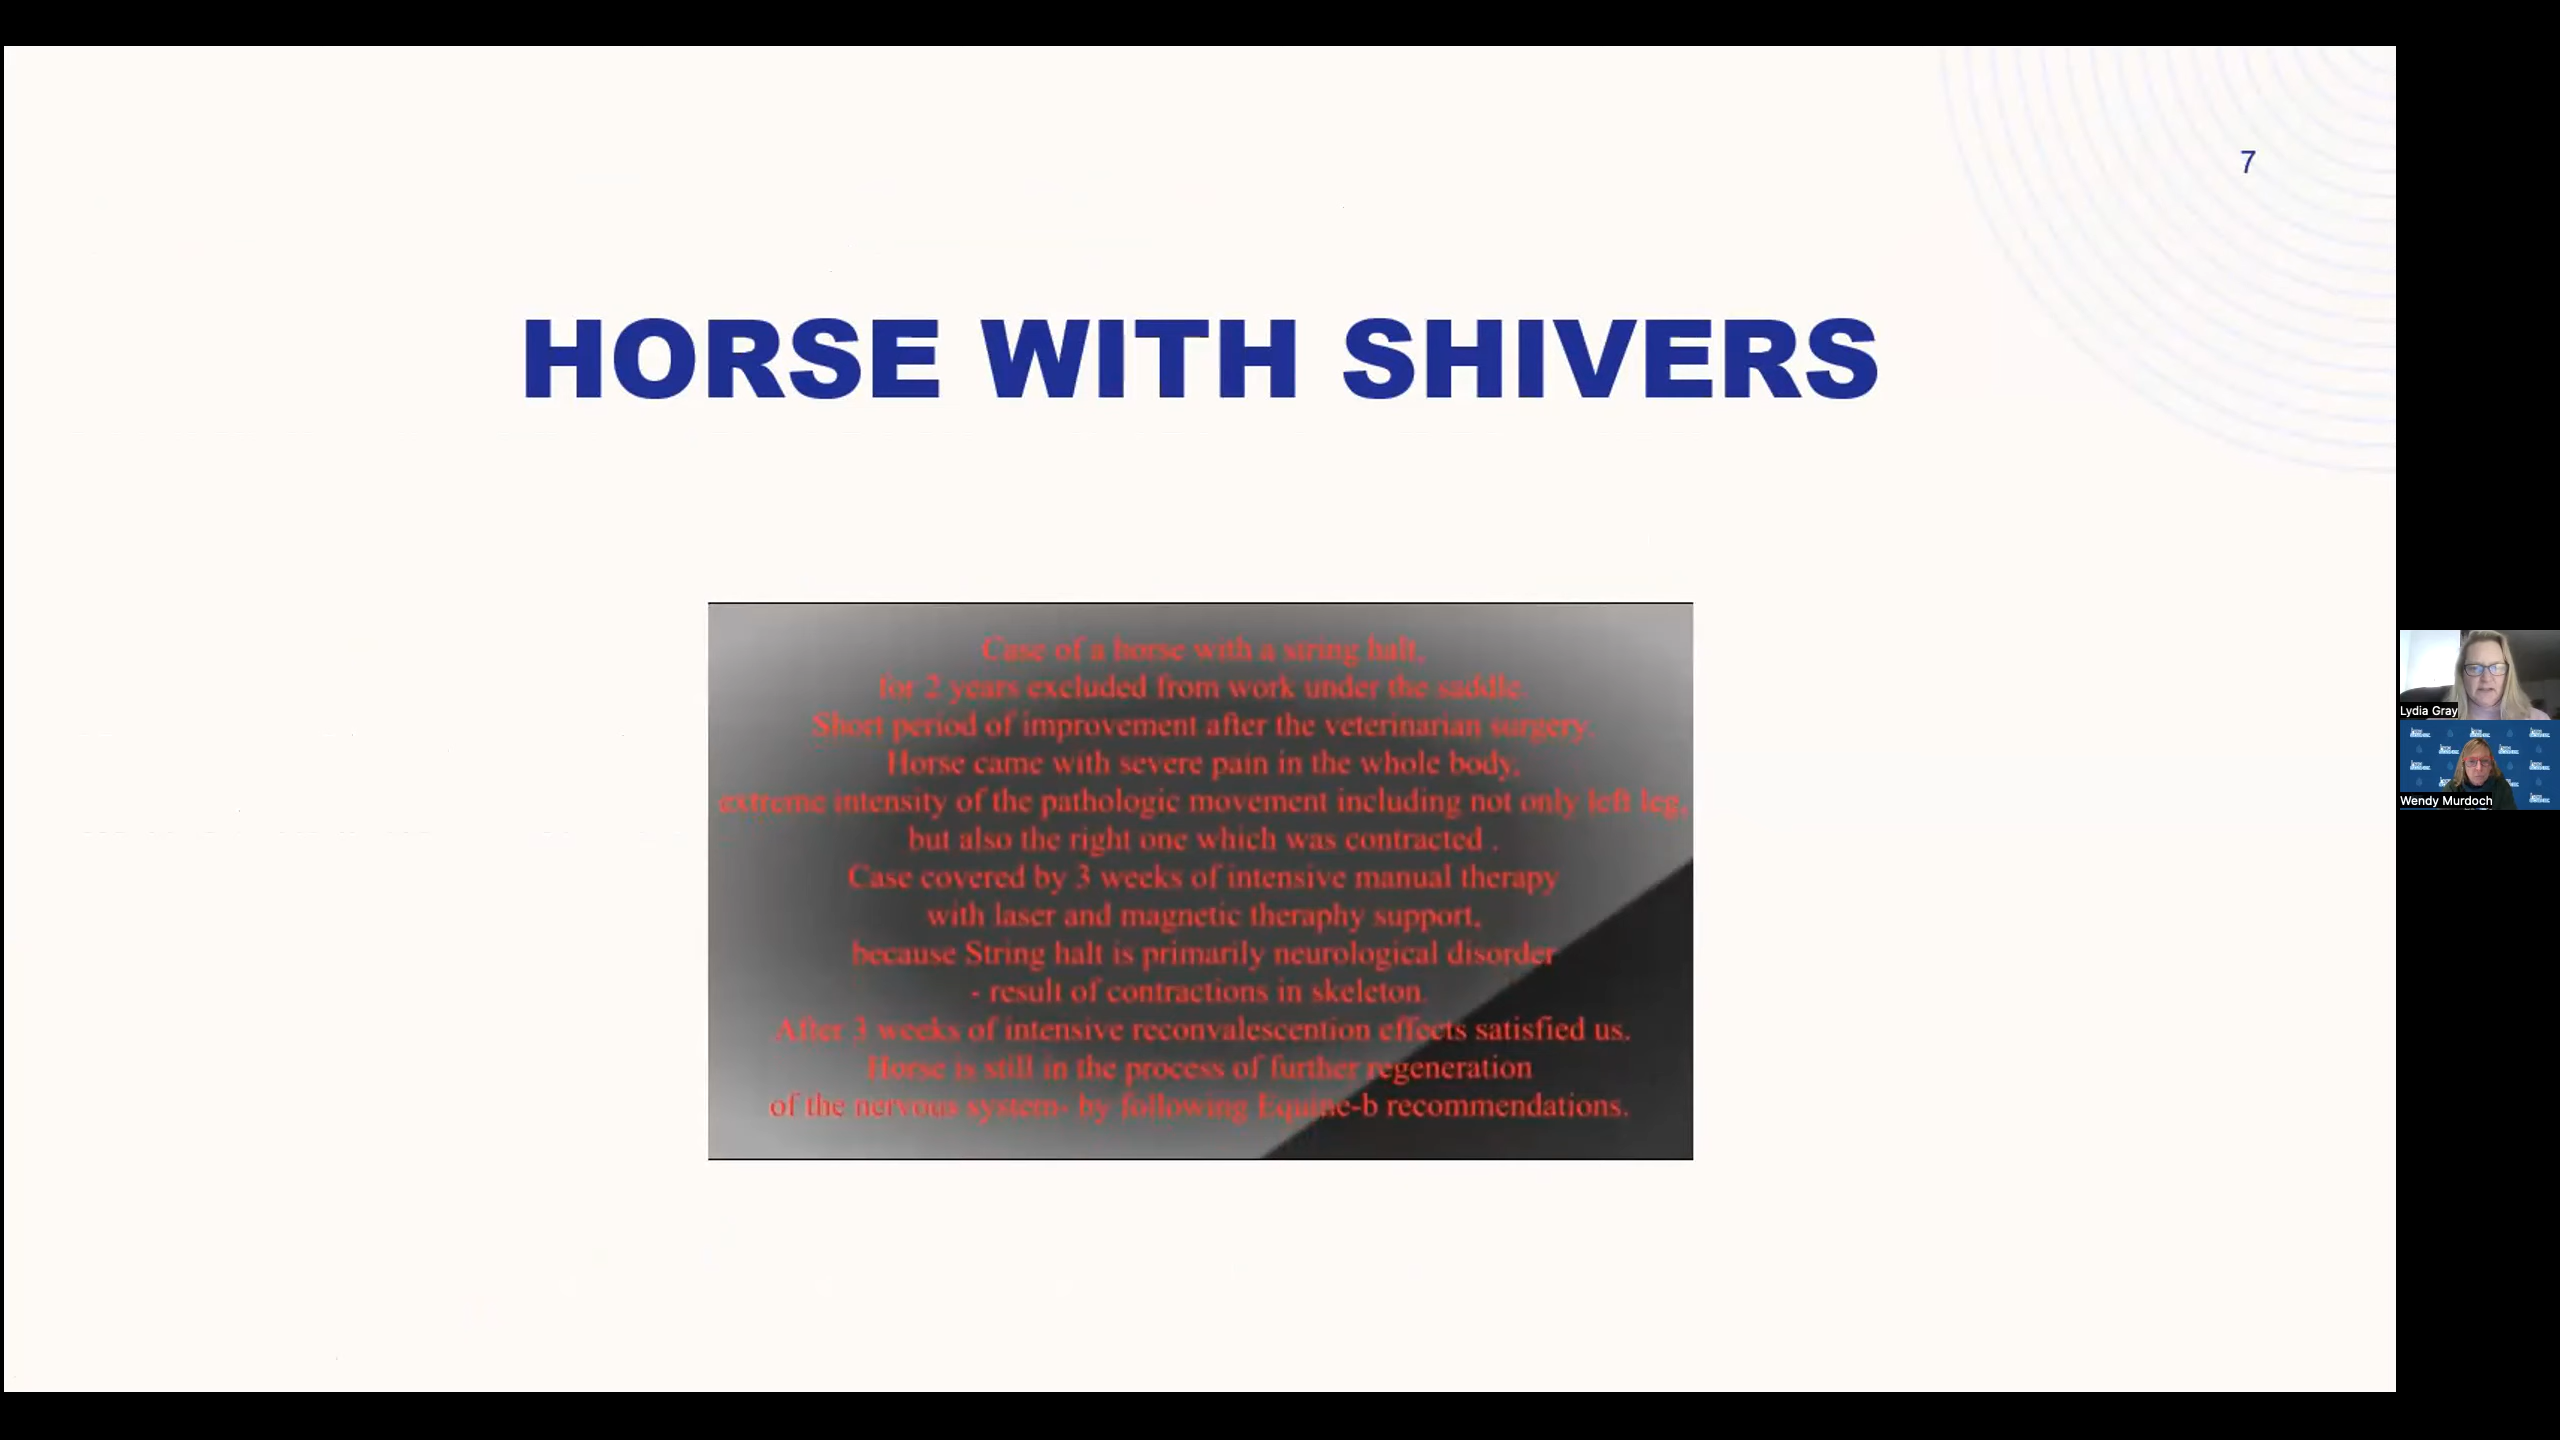 7
HORSE WITH SHIVERS
Case of a horse with a string halt,
for 2 years excluded from work under the saddle.
Short period of improvement after the veterinarian surgery.
Horse came with severe pain in the whole body,
extreme intensity of the pathologic movement including not only left leg,
but also the right one which was contracted .
Case covered by 3 weeks of intensive manual therapy
with laser and magnetic theraphy support,
because String halt is primarily neurological disorder
- result of contractions in skeleton.
After 3 weeks of intensive reconvalescention effects satisfied us.
Horse is still in the process of further regeneration
of the nervous system- by following Equine-b recommendations.
Lydia Gray
Wendy Murdoch